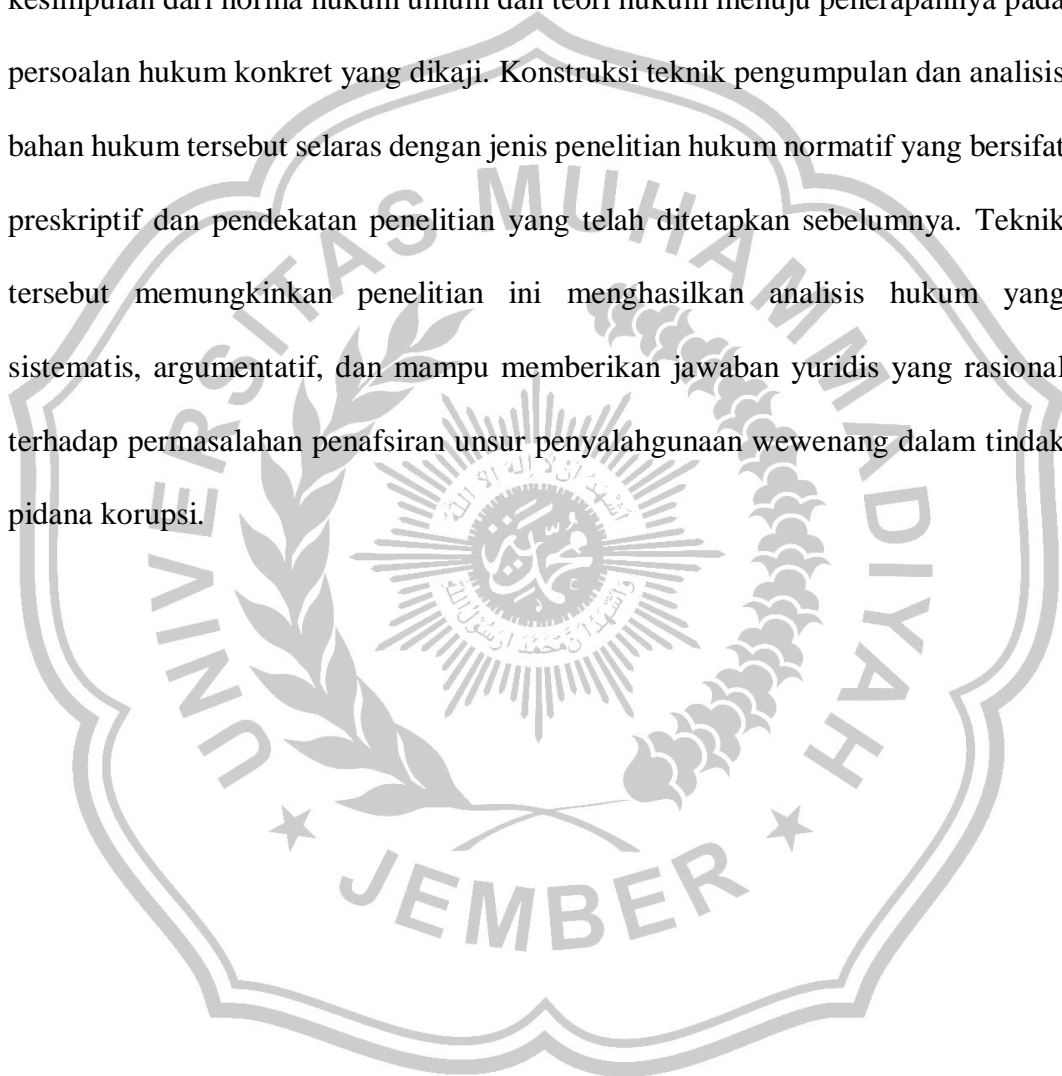 kesimpulan dari norma hukum umum dan teori hukum menuju penerapannya pada
persoalan hukum konkret yang dikaji. Konstruksi teknik pengumpulan dan analisis
bahan hukum tersebut selaras dengan jenis penelitian hukum normatif yang bersifat
preskriptif dan pendekatan penelitian yang telah ditetapkan sebelumnya. Teknik
tersebut memungkinkan penelitian ini menghasilkan analisis hukum yang
sistematis, argumentatif, dan mampu memberikan jawaban yuridis yang rasional
terhadap permasalahan penafsiran unsur penyalahgunaan wewenang dalam tindak
pidana korupsi.
UNIVERSITAS MUHAMMADIYAH
JEMBER